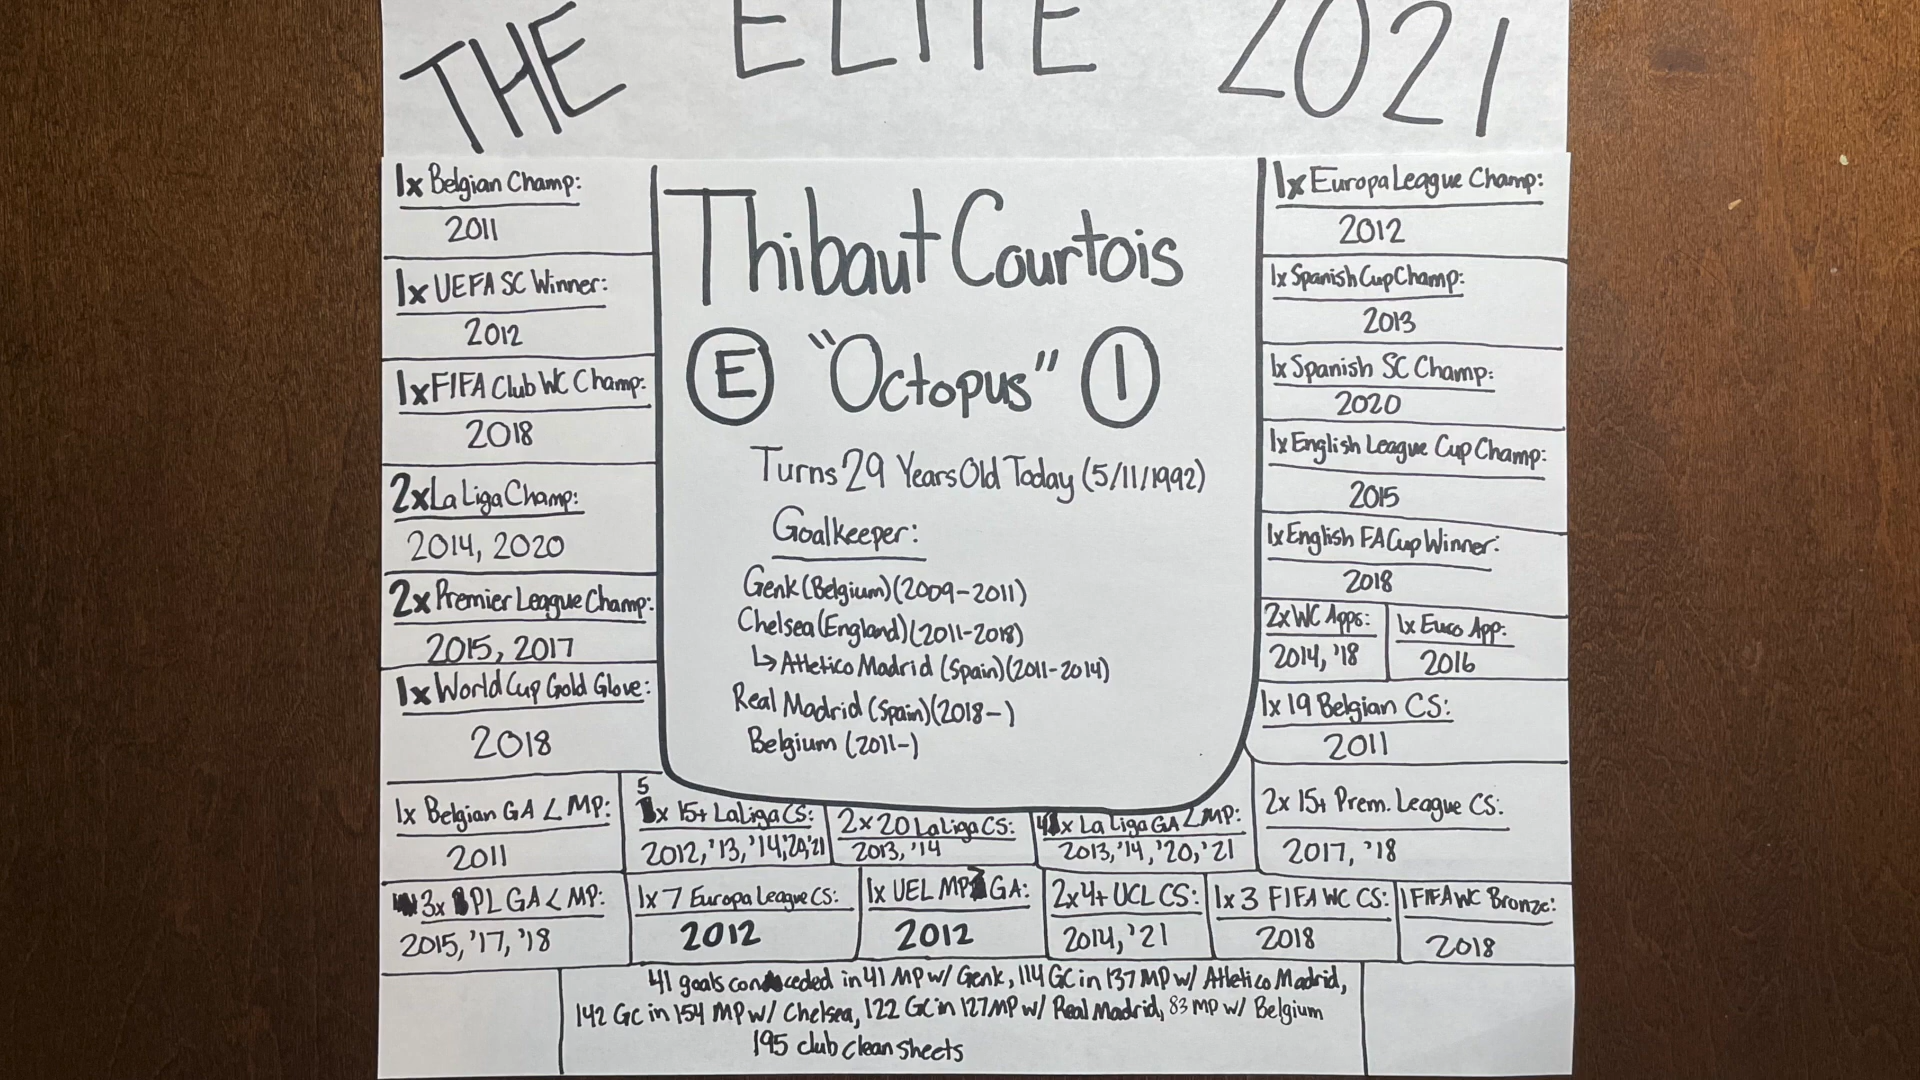 THE ELITE 2021
1x Belgian Champ:
2011
1x UEFA SC Winner:
2012
1x FIFA Club WC Champ:
2018
2x La Liga Champ:
2014, 2020
2x Premier League Champ:
2015, 2017
1x World Cup Gold Glove:
2018
Thibaut Courtois
E "Octopus" 1
Turns 29 Years Old Today (5/11/1992)
Goalkeeper:
Genk (Belgium) (2009-2011)
Chelsea (England) (2011-2018)
↳ Atletico Madrid (Spain) (2011-2014)
Real Madrid (Spain) (2018-)
Belgium (2011-)
1x Europa League Champ:
2012
1x Spanish Cup Champ:
2013
1x Spanish SC Champ:
2020
1x English League Cup Champ:
2015
1x English FA Cup Winner:
2018
2x WC Apps:
2014, '18
1x Euro App:
2016
1x 19 Belgian CS:
2011
1x Belgian GA < MP:
2011
5x 15+ LaLiga CS:
2012, '13, '14, '20, '21
2x 20 LaLiga CS:
2013, '14
4x La Liga GA < MP:
2013, '14, '20, '21
2x 15+ Prem. League CS:
2017, '18
3x PL GA < MP:
2015, '17, '18
1x 7 Europa League CS:
2012
1x UEL MP GA:
2012
2x 4+ UCL CS:
2014, '21
1x 3 FIFA WC CS:
2018
1 FIFA WC Bronze:
2018
41 goals conceded in 41 MP w/ Genk, 114 GC in 137 MP w/ Atletico Madrid,
142 GC in 154 MP w/ Chelsea, 122 GC in 127 MP w/ Real Madrid, 83 MP w/ Belgium
195 club clean sheets